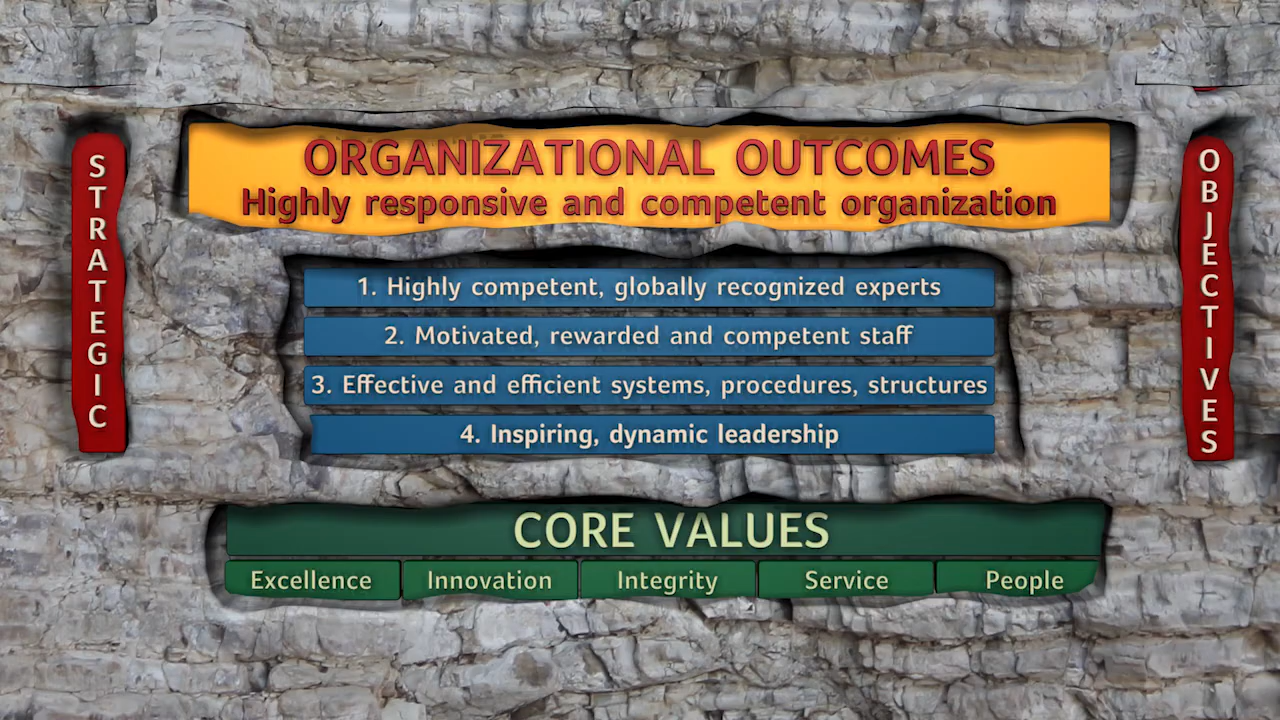 STRATEGIC
ORGANIZATIONAL OUTCOMES
Highly responsive and competent organization
1. Highly competent, globally recognized experts
2. Motivated, rewarded and competent staff
3. Effective and efficient systems, procedures, structures
4. Inspiring, dynamic leadership
OBJECTIVES
CORE VALUES
Excellence Innovation Integrity Service People